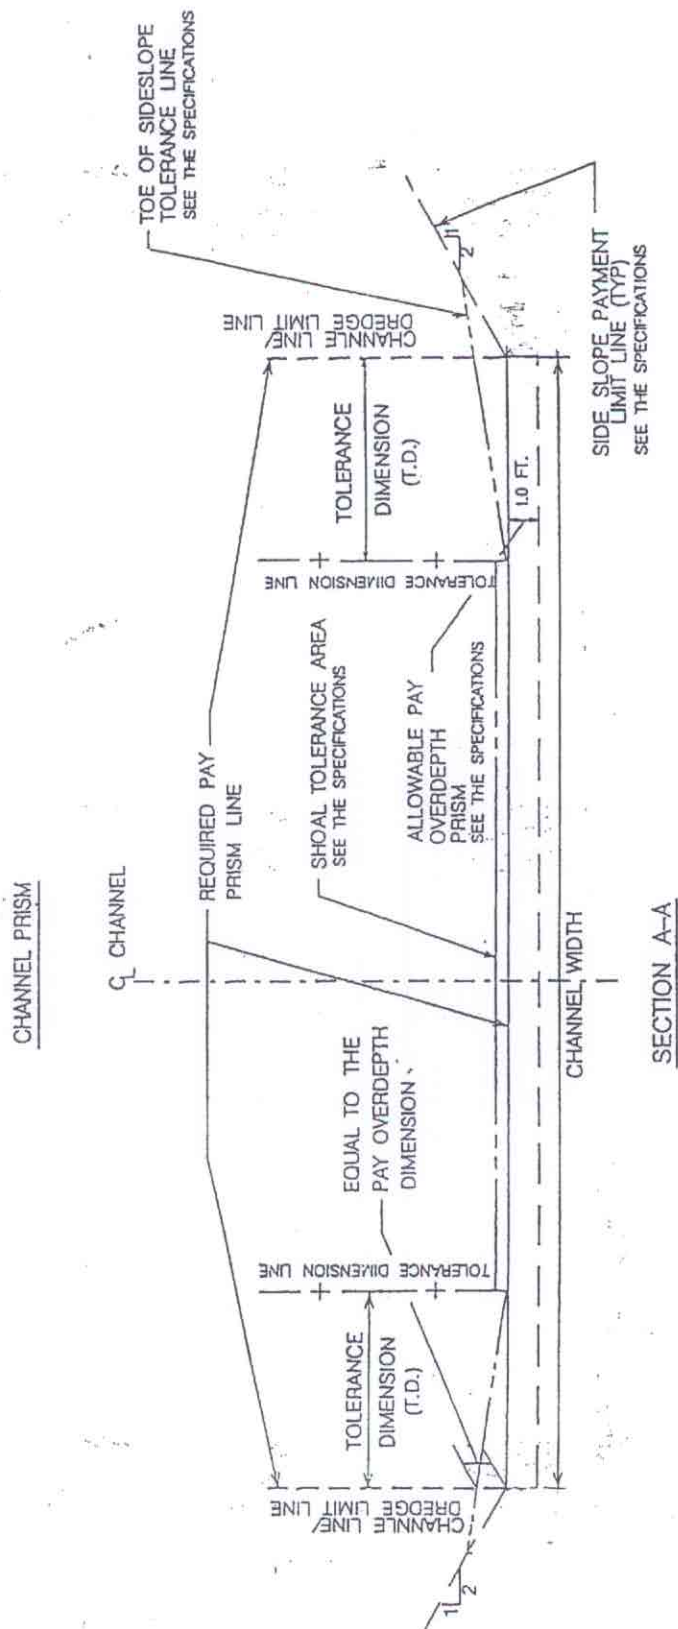 CHANNEL PRISM
C L CHANNEL
REQUIRED PAY
PRISM LINE
TOE OF SIDESLOPE
TOLERANCE LINE
SEE THE SPECIFICATIONS
EQUAL TO THE
PAY OVERDEPTH
DIMENSION
SHOAL TOLERANCE AREA
SEE THE SPECIFICATIONS
CHANNLE LINE/
DREDGE LIMIT LINE
TOLERANCE
DIMENSION
(T.D.)
TOLERANCE DIMENSION LINE
TOLERANCE DIMENSION LINE
ALLOWABLE PAY
OVERDEPTH
PRISM
SEE THE SPECIFICATIONS
TOLERANCE
DIMENSION
(T.D.)
CHANNLE LINE/
DREDGE LIMIT LINE
1
2
1
2
1.0 FT.
CHANNEL WIDTH
SIDE SLOPE PAYMENT
LIMIT LINE (TYP)
SEE THE SPECIFICATIONS
SECTION A-A